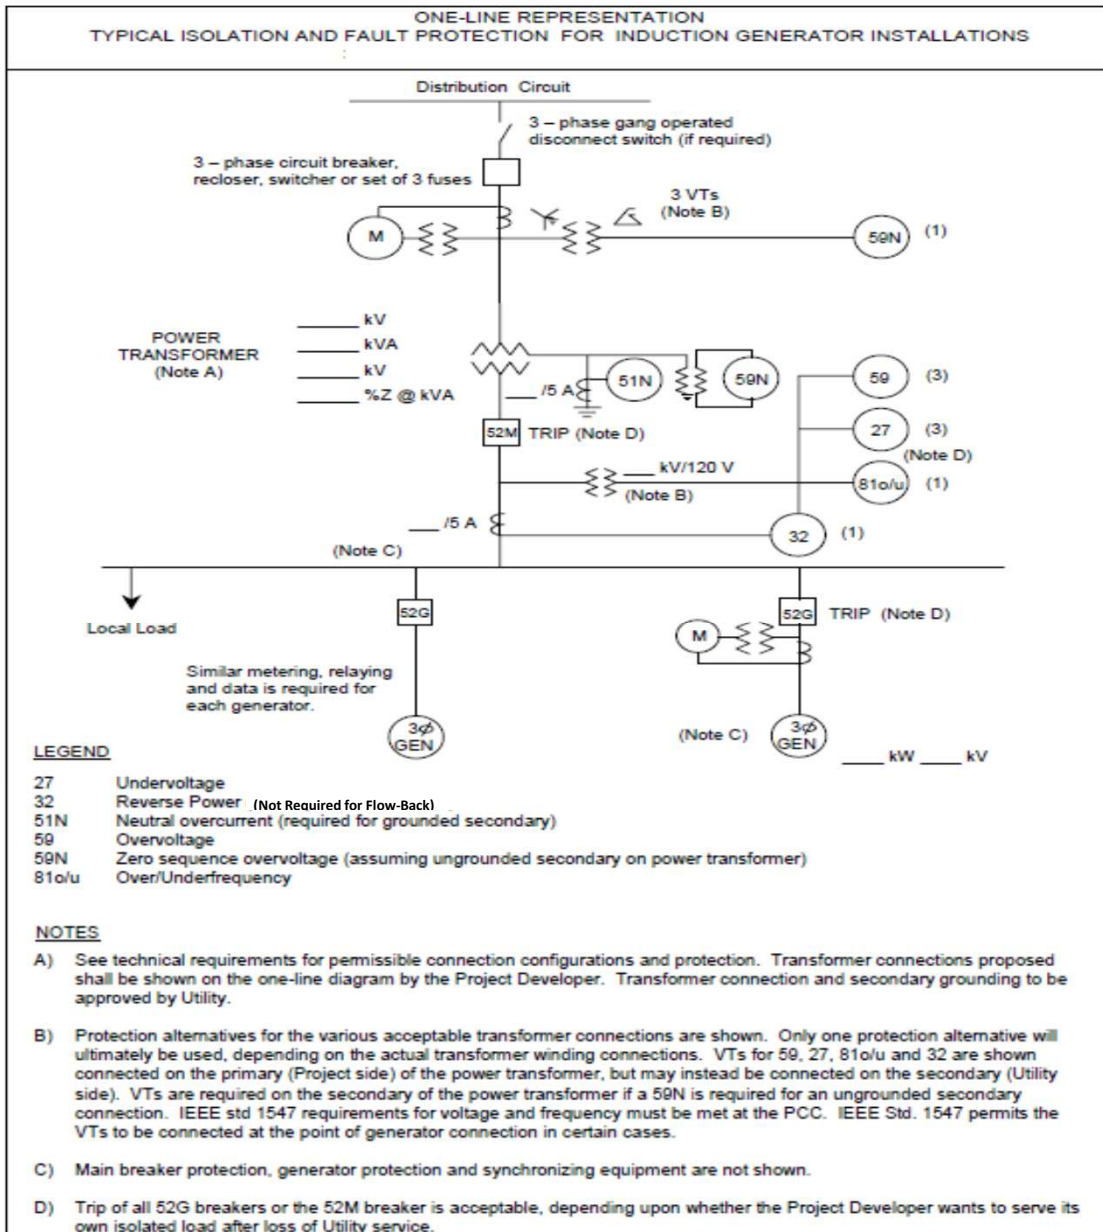 ONE-LINE REPRESENTATION
TYPICAL ISOLATION AND FAULT PROTECTION FOR INDUCTION GENERATOR INSTALLATIONS
:
Distribution Circuit
3 – phase gang operated
disconnect switch (if required)
3 – phase circuit breaker,
recloser, switcher or set of 3 fuses
3 VTs
(Note B)
M
59N
(1)
POWER
TRANSFORMER
(Note A)
____ kV
____ kVA
____ kV
____ %Z @ kVA
___ /5 A
51N
59N
59
(3)
27
(3)
(Note D)
52M
TRIP (Note D)
___ kV/120 V
(Note B)
81o/u
(1)
___ /5 A
32
(1)
(Note C)
Local Load
52G
52G
TRIP (Note D)
M
Similar metering, relaying
and data is required for
each generator.
3ϕ
GEN
(Note C)
3ϕ
GEN
____ kW ____ kV
LEGEND
27 Undervoltage
32 Reverse Power (Not Required for Flow-Back)
51N Neutral overcurrent (required for grounded secondary)
59 Overvoltage
59N Zero sequence overvoltage (assuming ungrounded secondary on power transformer)
81o/u Over/Underfrequency
NOTES
A) See technical requirements for permissible connection configurations and protection. Transformer connections proposed
shall be shown on the one-line diagram by the Project Developer. Transformer connection and secondary grounding to be
approved by Utility.
B) Protection alternatives for the various acceptable transformer connections are shown. Only one protection alternative will
ultimately be used, depending on the actual transformer winding connections. VTs for 59, 27, 81o/u and 32 are shown
connected on the primary (Project side) of the power transformer, but may instead be connected on the secondary (Utility
side). VTs are required on the secondary of the power transformer if a 59N is required for an ungrounded secondary
connection. IEEE std 1547 requirements for voltage and frequency must be met at the PCC. IEEE Std. 1547 permits the
VTs to be connected at the point of generator connection in certain cases.
C) Main breaker protection, generator protection and synchronizing equipment are not shown.
D) Trip of all 52G breakers or the 52M breaker is acceptable, depending upon whether the Project Developer wants to serve its
own isolated load after loss of Utility service.